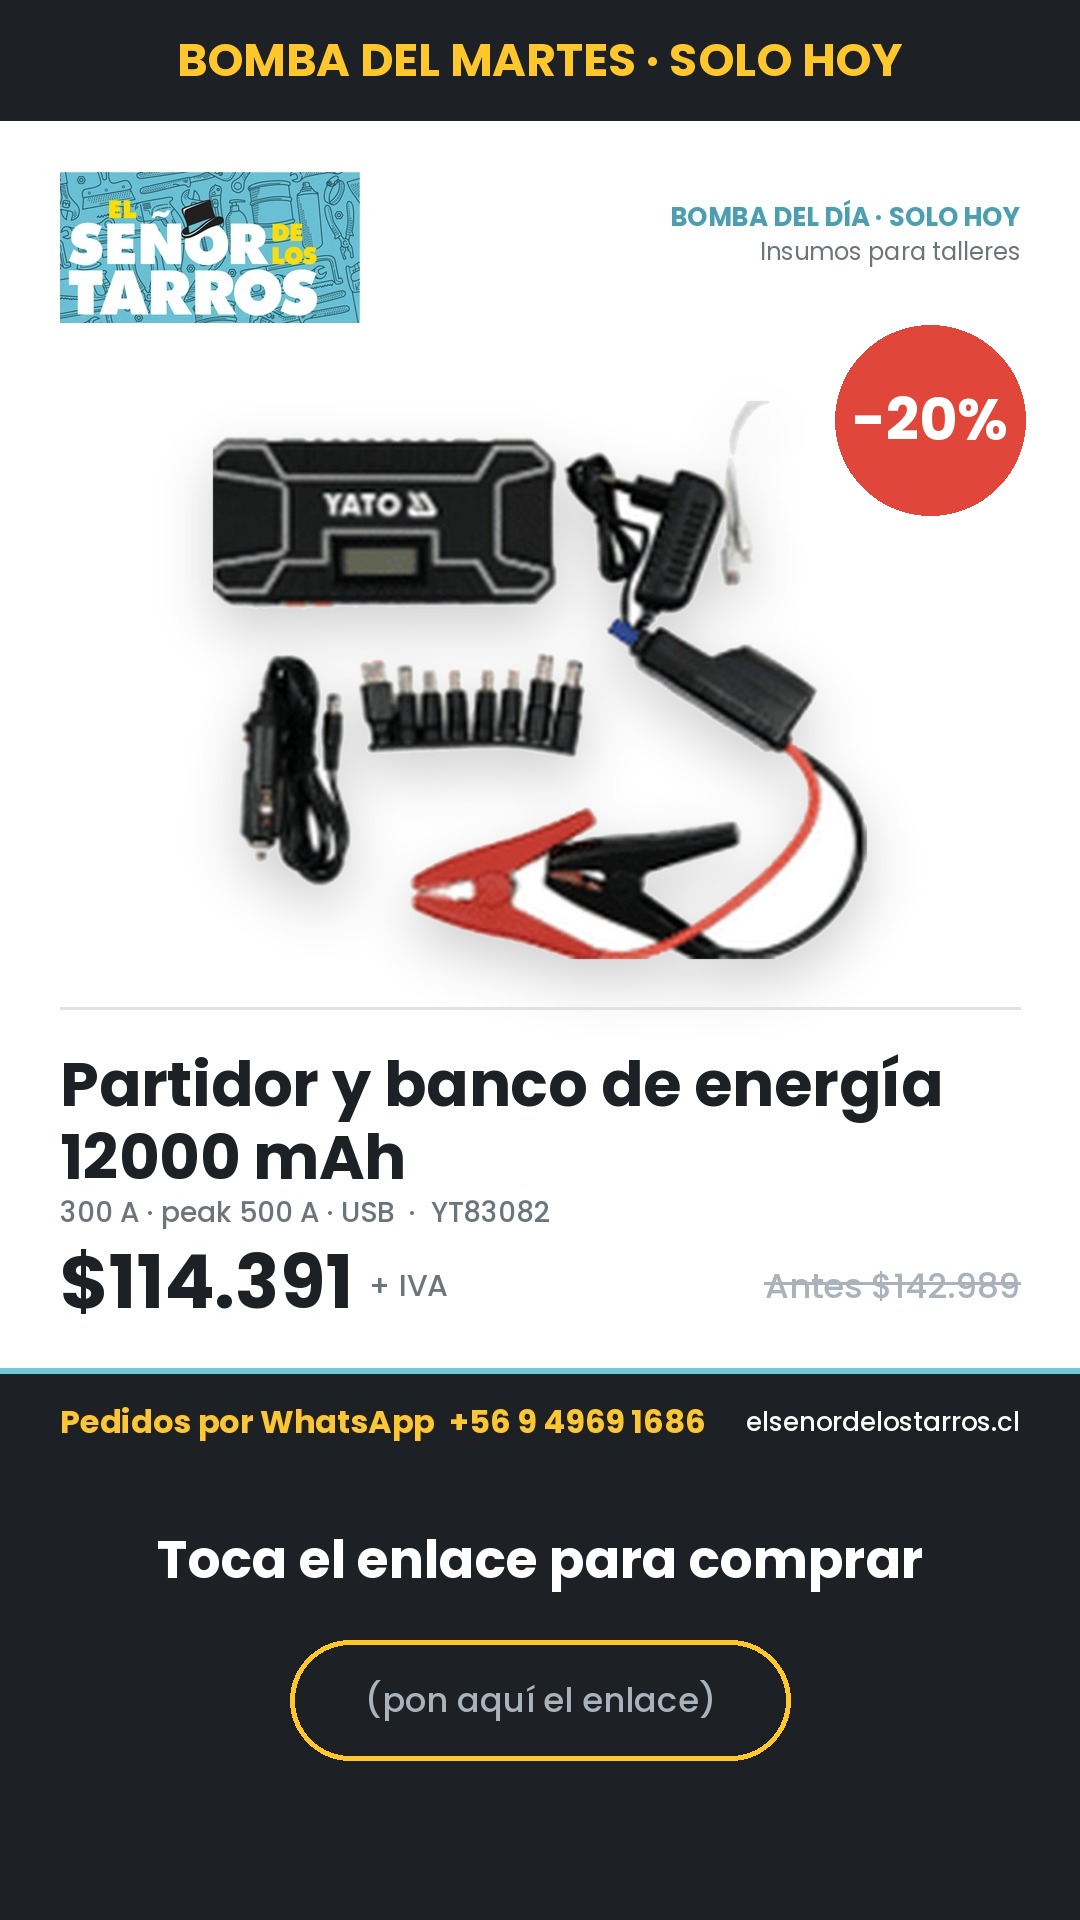 BOMBA DEL MARTES · SOLO HOY
EL
SEÑOR
DE
LOS
TARROS
BOMBA DEL DÍA · SOLO HOY
Insumos para talleres
-20%
YATO
Partidor y banco de energía
12000 mAh
300 A · peak 500 A · USB · YT83082
$114.391 + IVA
Antes $142.989
Pedidos por WhatsApp +56 9 4969 1686
elsenordelostarros.cl
Toca el enlace para comprar
(pon aquí el enlace)